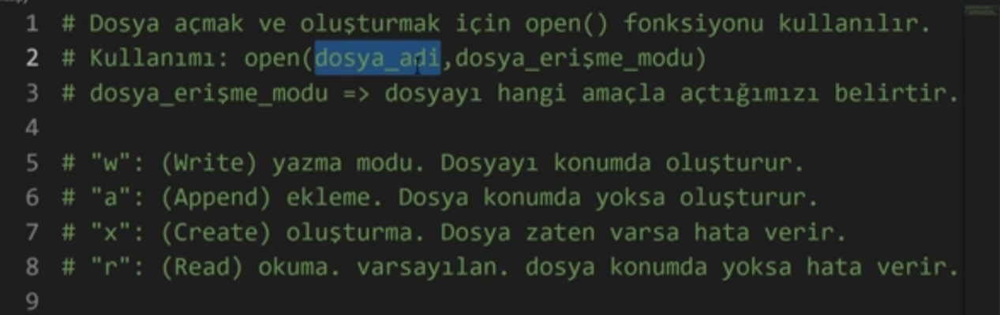 1 # Dosya açmak ve oluşturmak için open() fonksiyonu kullanılır.
2 # Kullanımı: open(dosya_adi,dosya_erişme_modu)
3 # dosya_erişme_modu => dosyayı hangi amaçla açtığımızı belirtir.
4
5 # "w": (Write) yazma modu. Dosyayı konumda oluşturur.
6 # "a": (Append) ekleme. Dosya konumda yoksa oluşturur.
7 # "x": (Create) oluşturma. Dosya zaten varsa hata verir.
8 # "r": (Read) okuma. varsayılan. dosya konumda yoksa hata verir.
9